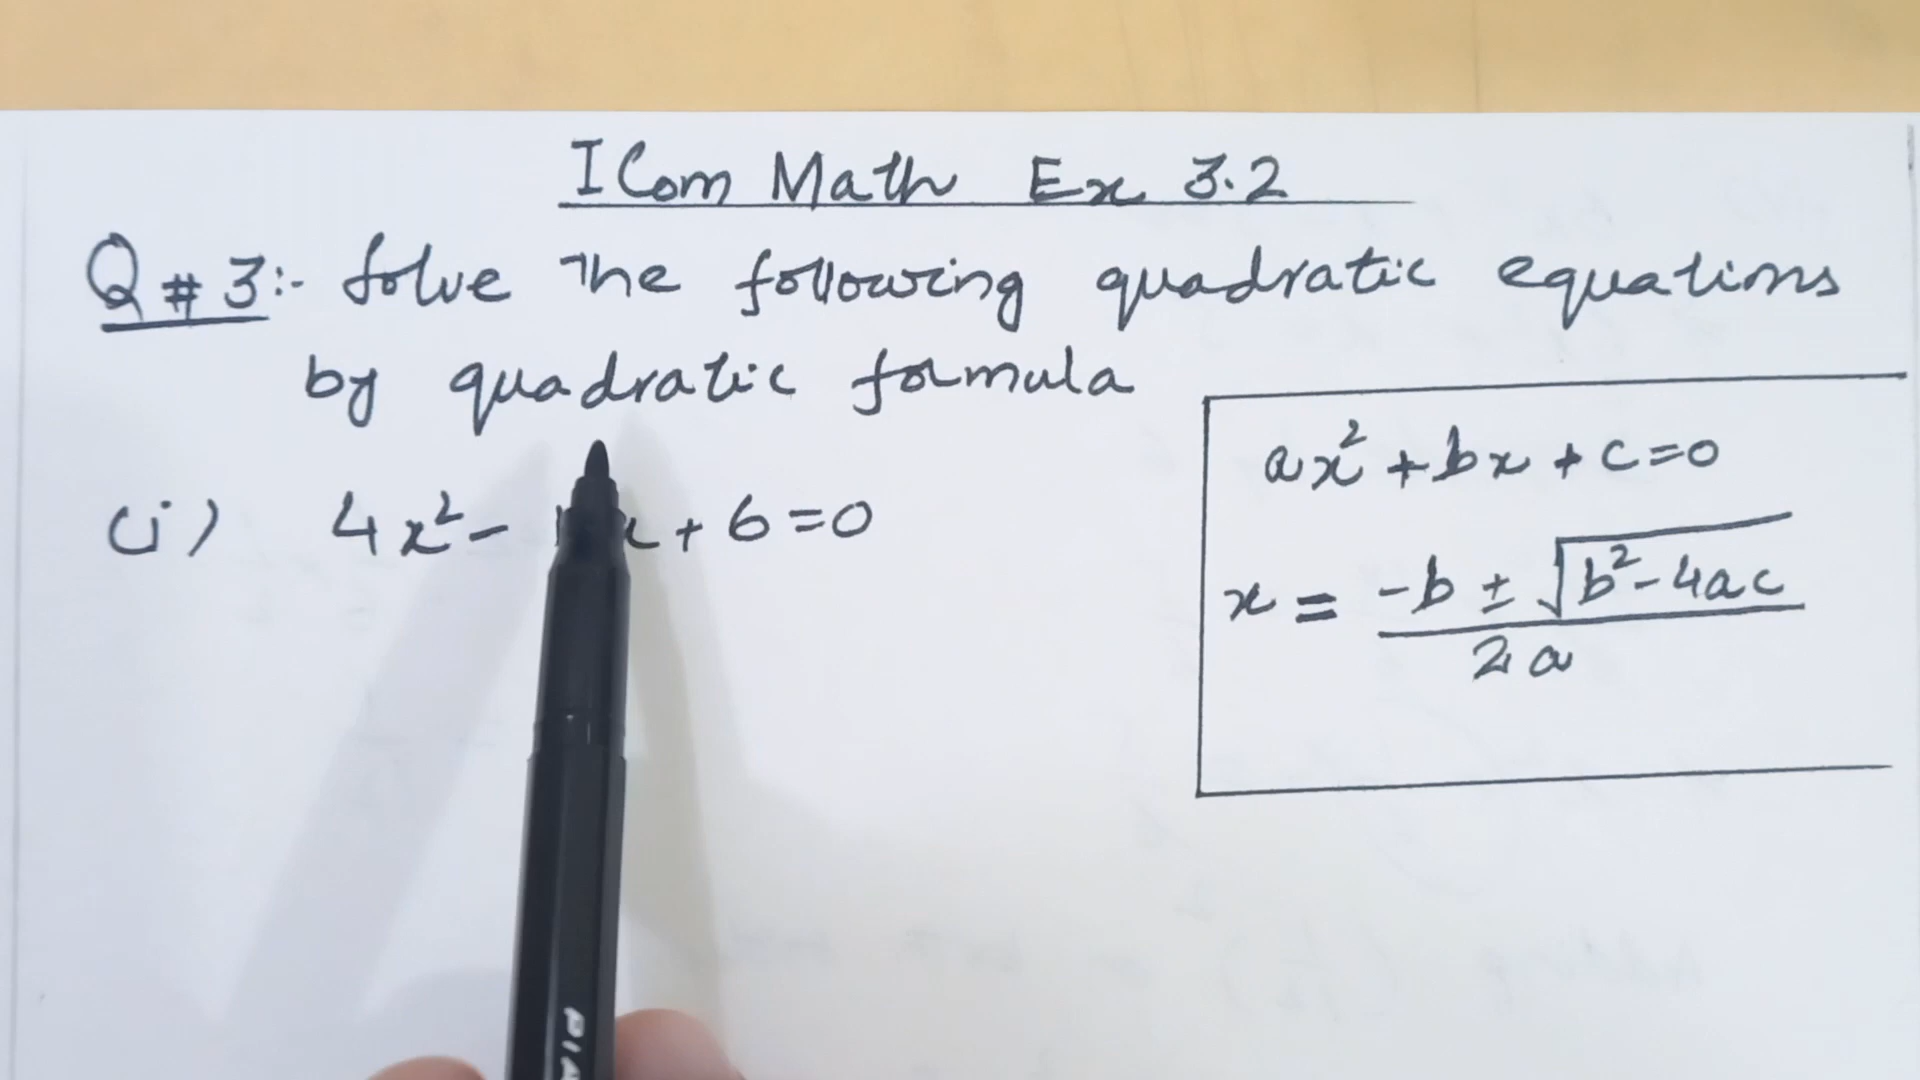 I Com Math Ex 3.2
Q # 3:- Solve the following quadratic equations
by quadratic formula
(i) 4x² - x + 6 = 0
ax² + bx + c = 0
x = -b ± √b² - 4ac
2a